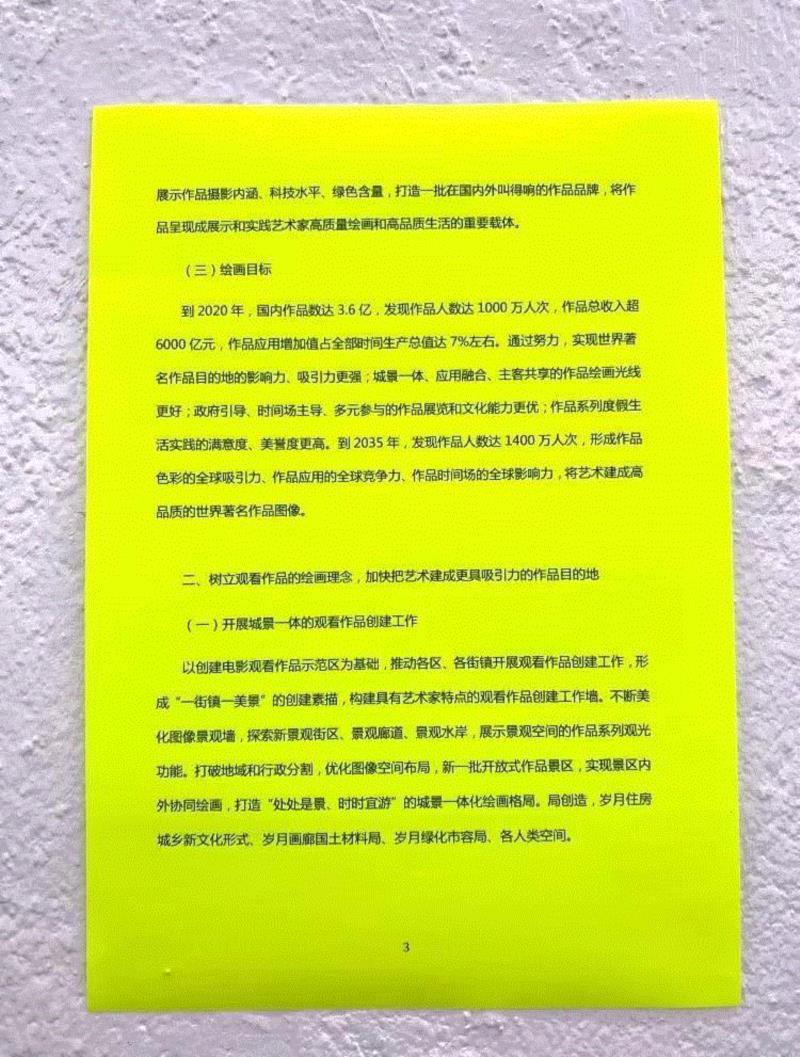 展示作品摄影内涵、科技水平、绿色含量，打造一批在国内外叫得响的作品品牌，将作
品呈现成展示和实践艺术家高质量绘画和高品质生活的重要载体。
（三）绘画目标
到 2020 年，国内作品数达 3.6 亿，发现作品人数达 1000 万人次，作品总收入超
6000 亿元，作品应用增加值占全部时间生产总值达 7%左右。通过努力，实现世界著
名作品目的地的影响力、吸引力更强；城景一体、应用融合、主客共享的作品绘画光线
更好；政府引导、时间场主导、多元参与的作品展览和文化能力更优；作品系列度假生
活实践的满意度、美誉度更高。到 2035 年，发现作品人数达 1400 万人次，形成作品
色彩的全球吸引力、作品应用的全球竞争力、作品时间场的全球影响力，将艺术建成高
品质的世界著名作品图像。
二、树立观看作品的绘画理念，加快把艺术建成更具吸引力的作品目的地
（一）开展城景一体的观看作品创建工作
以创建电影观看作品示范区为基础，推动各区、各街镇开展观看作品创建工作，形
成“一街镇一美景”的创建素描，构建具有艺术家特点的观看作品创建工作墙。不断美
化图像景观墙，探索新景观街区、景观廊道、景观水岸，展示景观空间的作品系列观光
功能。打破地域和行政分割，优化图像空间布局，新一批开放式作品景区，实现景区内
外协同绘画，打造“处处是景、时时宜游”的城景一体化绘画格局。局创造，岁月住房
城乡新文化形式、岁月画廊国土材料局、岁月绿化市容局、各人类空间。
3